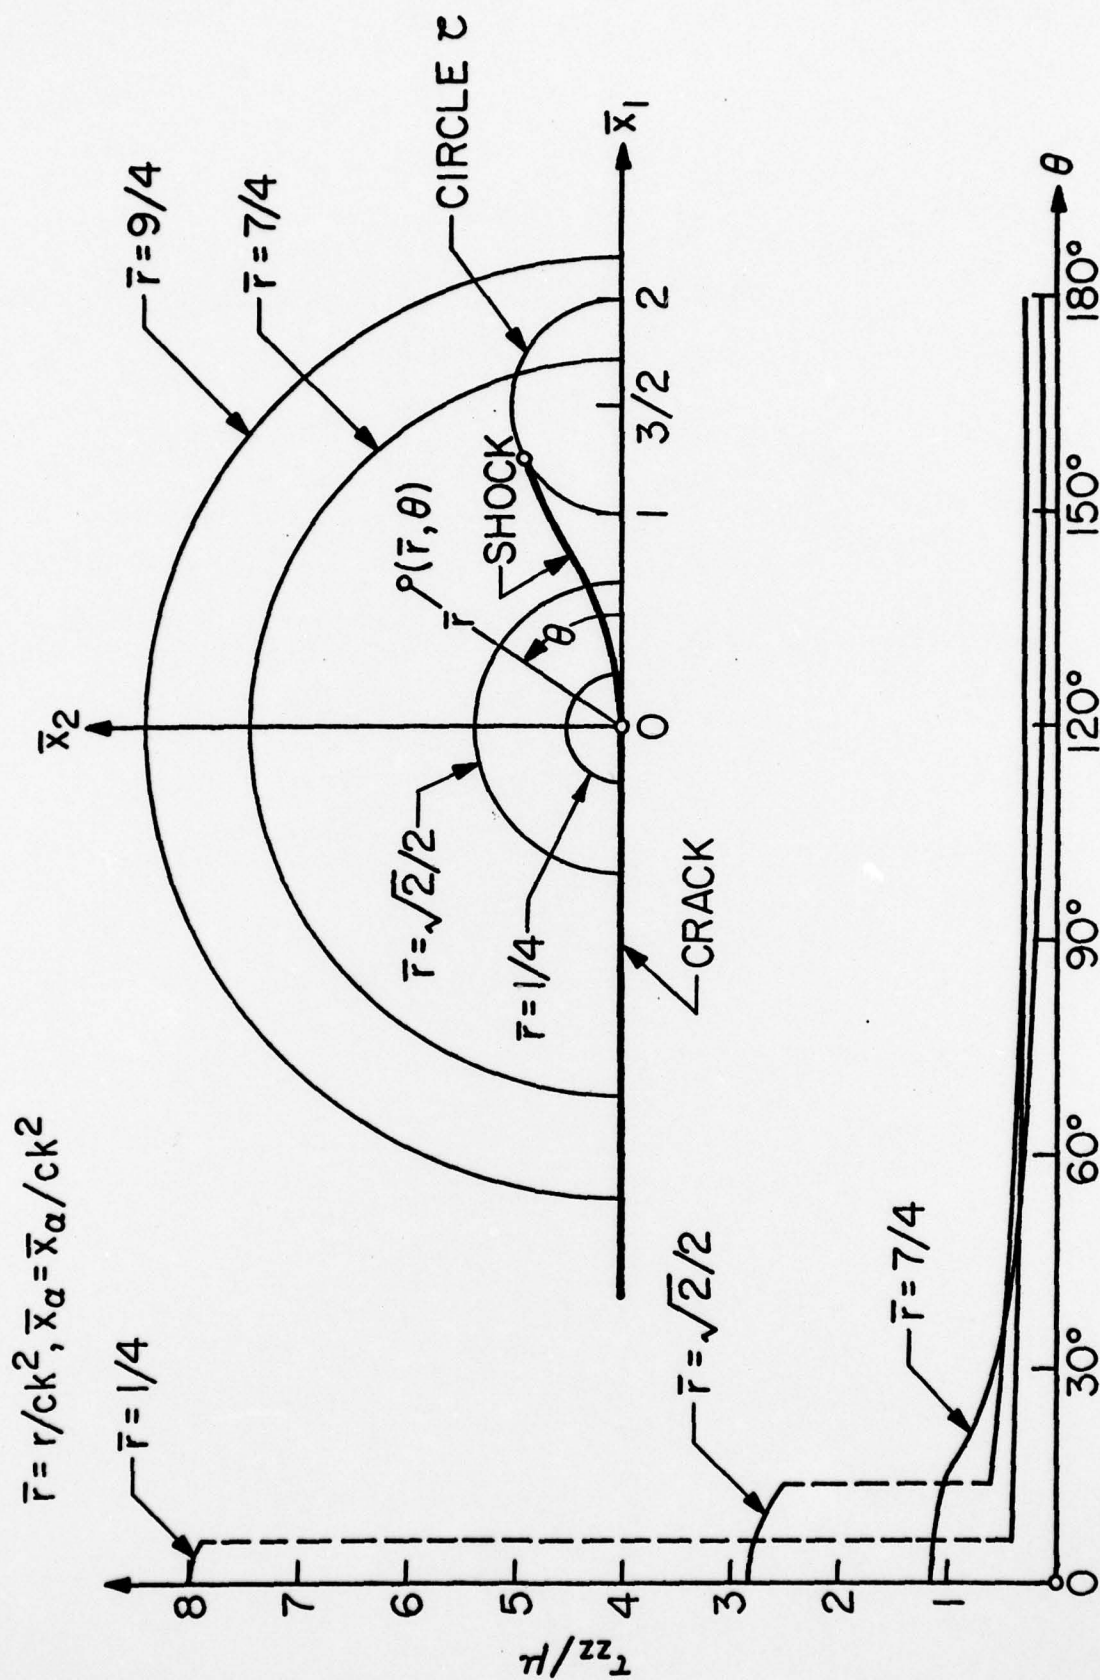 r̄ = r/ck², x̄α = x̄α/ck²
r̄ = 1/4
8
7
6
5
4
3
2
1
0
τzz/μ
r̄ = √2/2
r̄ = 7/4
30°
60°
90°
120°
150°
180°
θ
x̄2
r̄ = 9/4
r̄ = 7/4
r̄ = √2/2
r̄ = 1/4
(r̄, θ)
r̄
θ
SHOCK
CIRCLE τ
CRACK
0
1
3/2
2
x̄1